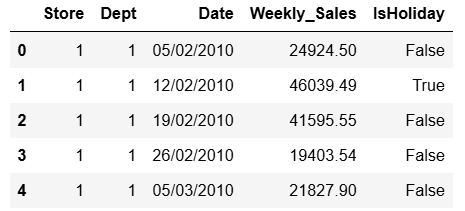 Store Dept Date Weekly_Sales IsHoliday
0 1 1 05/02/2010 24924.50 False
1 1 1 12/02/2010 46039.49 True
2 1 1 19/02/2010 41595.55 False
3 1 1 26/02/2010 19403.54 False
4 1 1 05/03/2010 21827.90 False